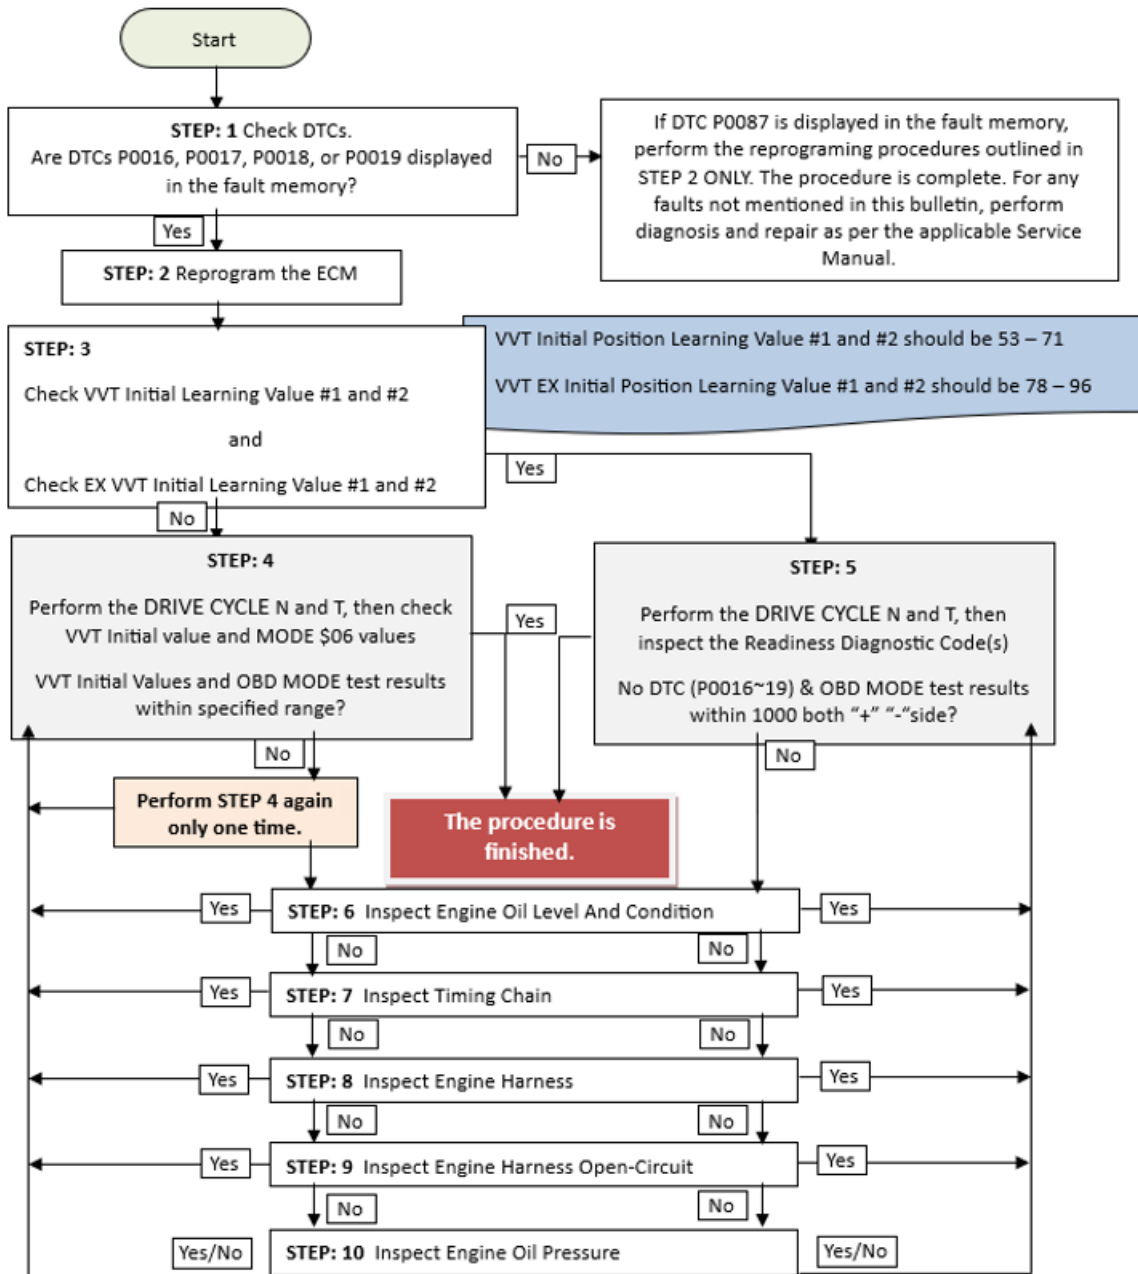 Start
STEP: 1 Check DTCs.
Are DTCs P0016, P0017, P0018, or P0019 displayed
in the fault memory?
No
If DTC P0087 is displayed in the fault memory,
perform the reprograming procedures outlined in
STEP 2 ONLY. The procedure is complete. For any
faults not mentioned in this bulletin, perform
diagnosis and repair as per the applicable Service
Manual.
Yes
STEP: 2 Reprogram the ECM
STEP: 3
Check VVT Initial Learning Value #1 and #2
and
Check EX VVT Initial Learning Value #1 and #2
VVT Initial Position Learning Value #1 and #2 should be 53 – 71
VVT EX Initial Position Learning Value #1 and #2 should be 78 – 96
Yes
No
STEP: 4
Perform the DRIVE CYCLE N and T, then check
VVT Initial value and MODE $06 values
VVT Initial Values and OBD MODE test results
within specified range?
Yes
STEP: 5
Perform the DRIVE CYCLE N and T, then
inspect the Readiness Diagnostic Code(s)
No DTC (P0016~19) & OBD MODE test results
within 1000 both “+” “-“side?
No
No
Perform STEP 4 again
only one time.
The procedure is
finished.
Yes
STEP: 6 Inspect Engine Oil Level And Condition
Yes
No
No
Yes
STEP: 7 Inspect Timing Chain
Yes
No
No
Yes
STEP: 8 Inspect Engine Harness
Yes
No
No
Yes
STEP: 9 Inspect Engine Harness Open-Circuit
Yes
No
No
Yes/No
STEP: 10 Inspect Engine Oil Pressure
Yes/No